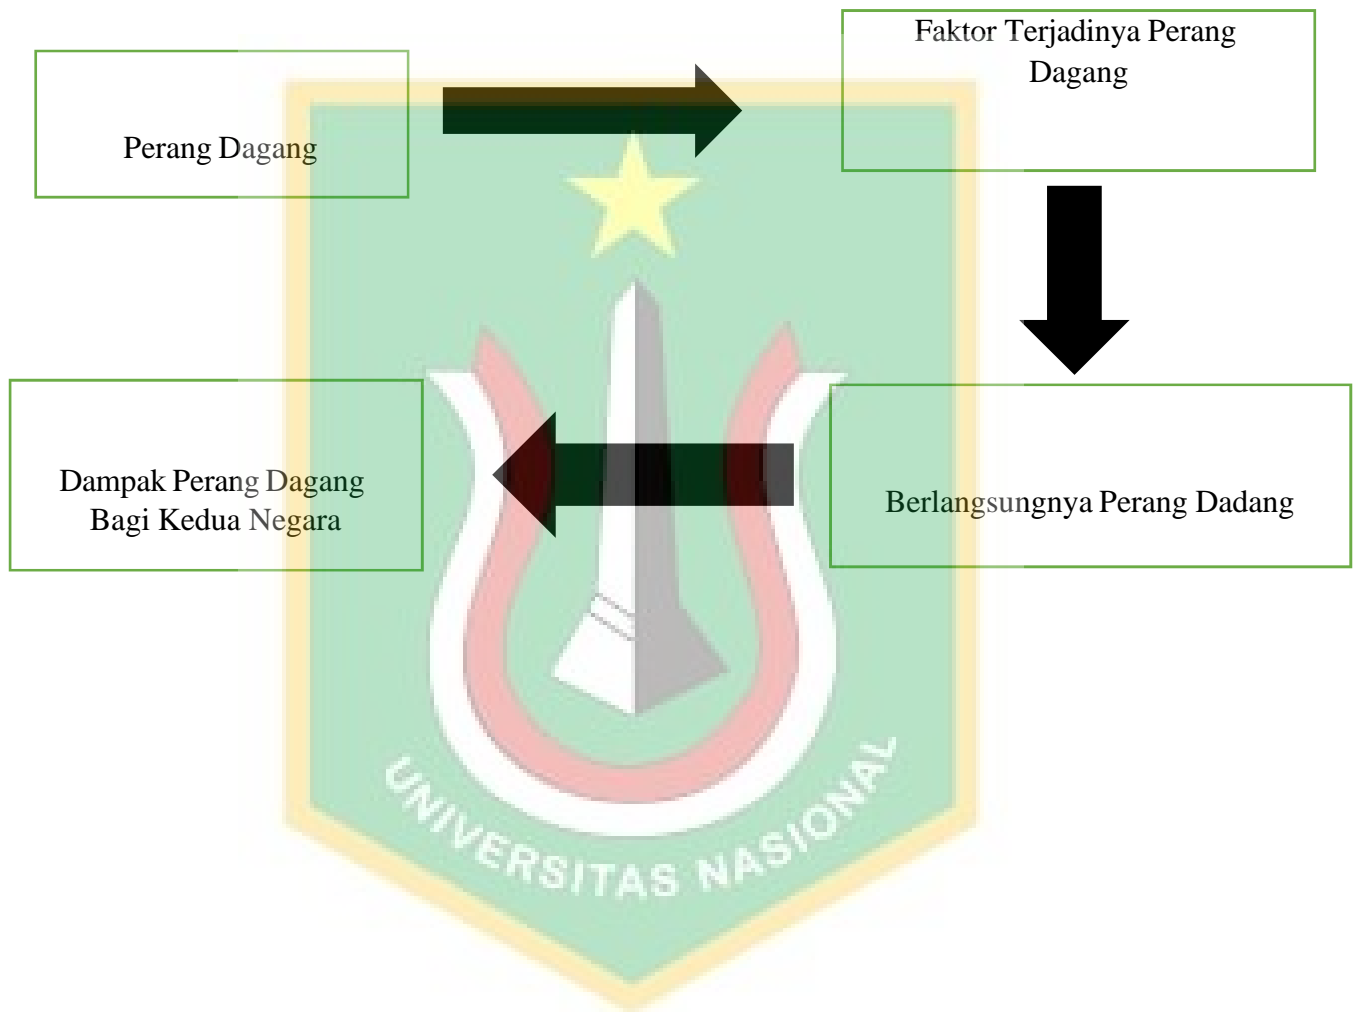 Perang Dagang
Faktor Terjadinya Perang
Dagang
Berlangsungnya Perang Dadang
Dampak Perang Dagang
Bagi Kedua Negara
UNIVERSITAS NASIONAL